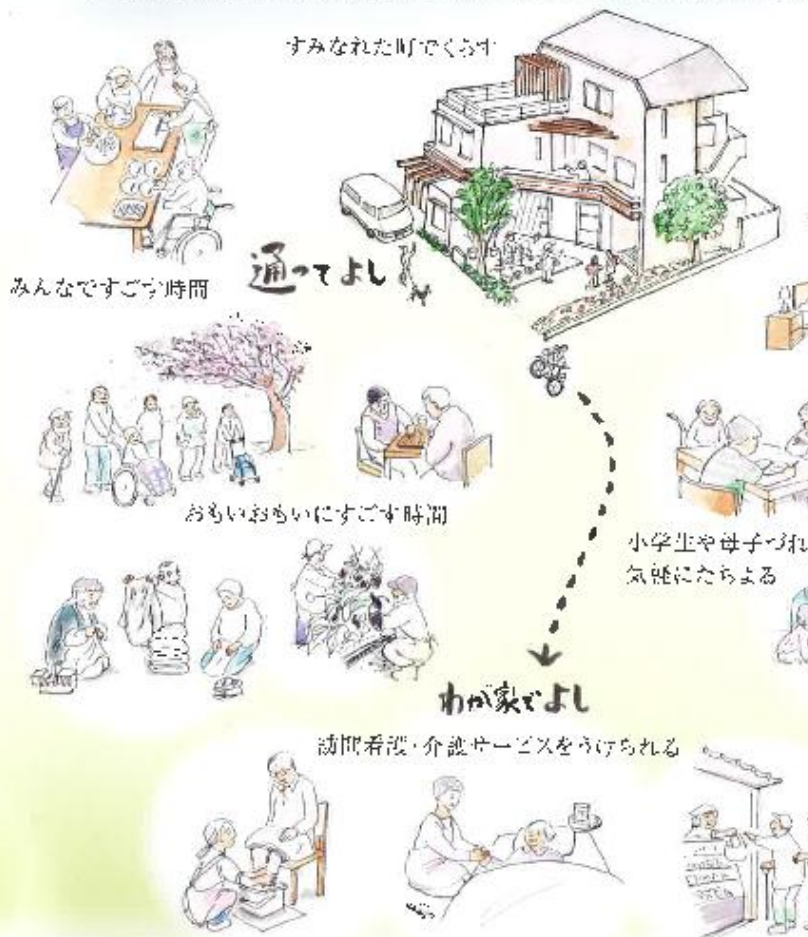 すみなれた町でくらす
みんなですごす時間
通ってよし
おもいおもいにすごす時間
小学生や母子づれ
気軽にたちよる
わが家でよし
訪問看護・介護サービスをうけられる